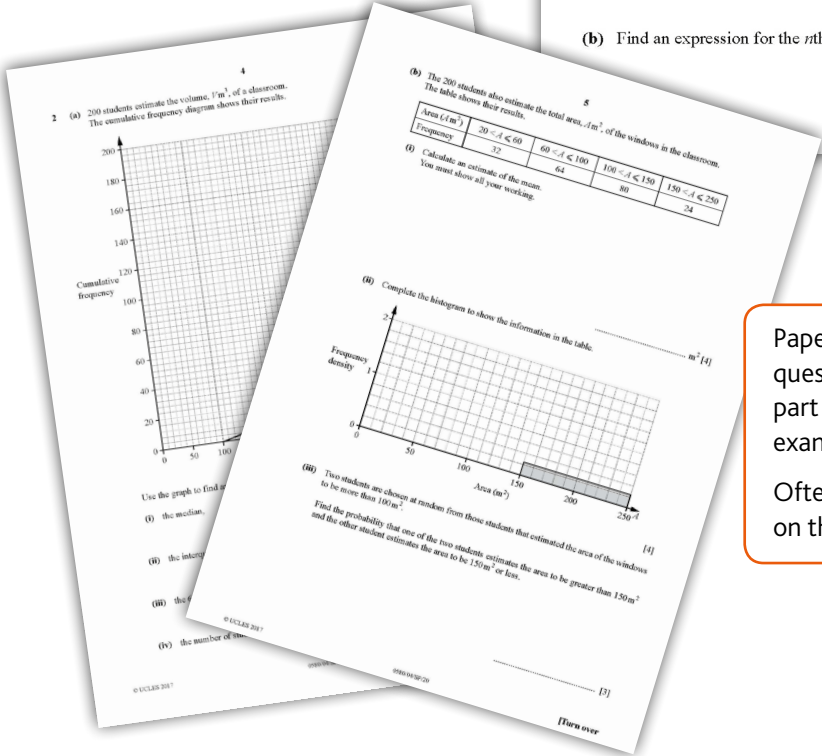 (b) Find an expression for the nth
4
2 (a) 200 students estimate the volume, V m³, of a classroom.
The cumulative frequency diagram shows their results.
200
180
160
140
120
100
80
60
40
20
0
Cumulative
frequency
0 50 100
Use the graph to find
(i) the median,
(ii) the
(iii) the
(iv) the number of
© UCLES 2017
5
(b) The 200 students also estimate the total area, A m², of the windows in the classroom.
The table shows their results.
Area (A m²) 20 < A ⩽ 60 60 < A ⩽ 100 100 < A ⩽ 150 150 < A ⩽ 250
Frequency 32 64 80 24
(i) Calculate an estimate of the mean.
You must show all your working.
m² [4]
(ii) Complete the histogram to show the information in the table.
2
1
0
Frequency
density
0 50 100 150 200 250 A
Area (m²)
[4]
(iii) Two students are chosen at random from those students that estimated the area of the windows
to be more than 100 m².
Find the probability that one of the two students estimates the area to be greater than 150 m²
and the other student estimates the area to be 150 m² or less.
[3]
© UCLES 2017
0580/04/SP/20
[Turn over
Pape
ques
part
exan
Ofte
on th